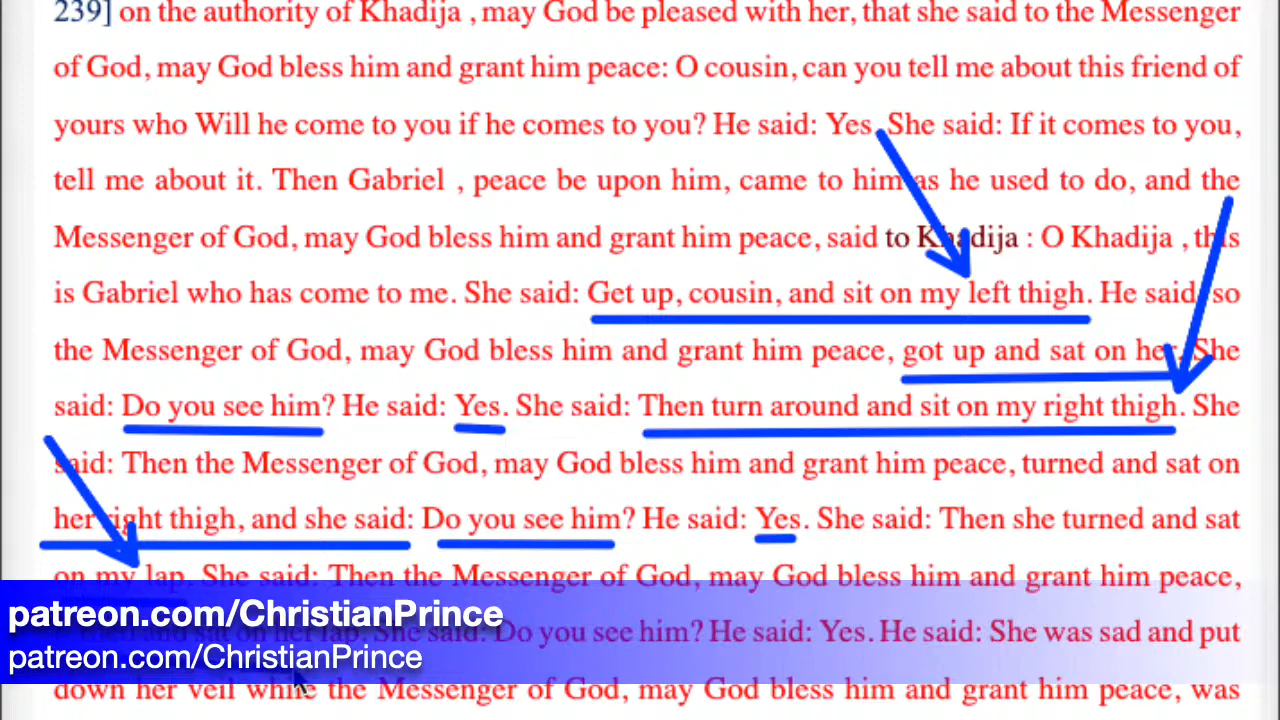 239] on the authority of Khadija , may God be pleased with her, that she said to the Messenger
of God, may God bless him and grant him peace: O cousin, can you tell me about this friend of
yours who Will he come to you if he comes to you? He said: Yes. She said: If it comes to you,
tell me about it. Then Gabriel , peace be upon him, came to him as he used to do, and the
Messenger of God, may God bless him and grant him peace, said to Khadija : O Khadija , this
is Gabriel who has come to me. She said: Get up, cousin, and sit on my left thigh. He said, so
the Messenger of God, may God bless him and grant him peace, got up and sat on her. She
said: Do you see him? He said: Yes. She said: Then turn around and sit on my right thigh. She
said: Then the Messenger of God, may God bless him and grant him peace, turned and sat on
her right thigh, and she said: Do you see him? He said: Yes. She said: Then she turned and sat
on my lap. She said: Then the Messenger of God, may God bless him and grant him peace,
patreon.com/ChristianPrince
and sat on her lap. She said: Do you see him? He said: Yes. He said: She was sad and put
patreon.com/ChristianPrince
down her veil while the Messenger of God, may God bless him and grant him peace, was